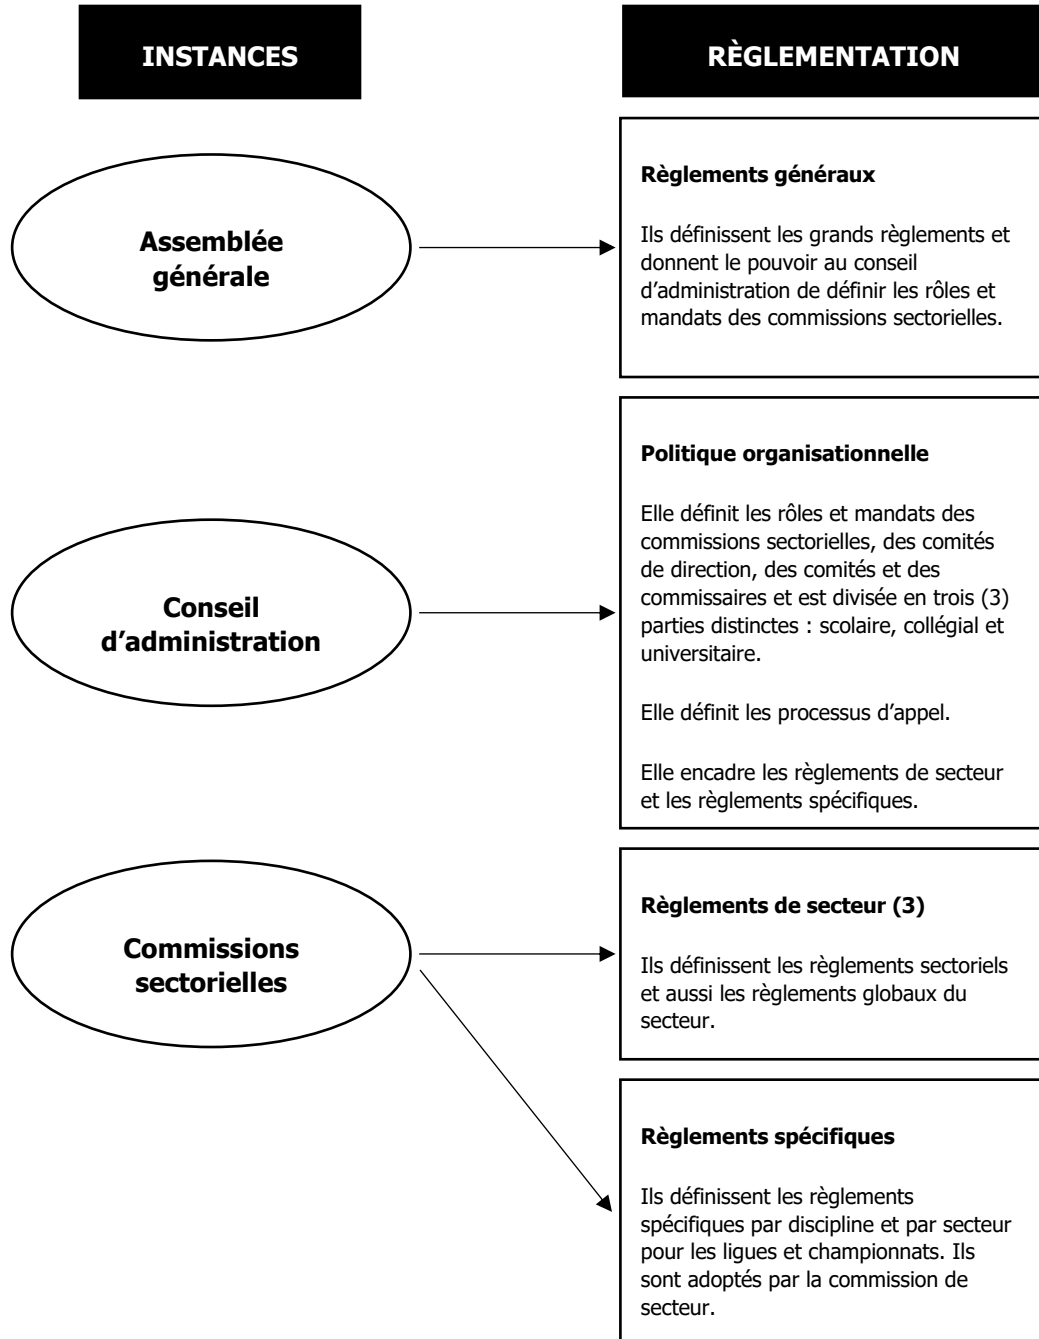 INSTANCES
RÈGLEMENTATION
Assemblée
générale
Règlements généraux
Ils définissent les grands règlements et
donnent le pouvoir au conseil
d’administration de définir les rôles et
mandats des commissions sectorielles.
Conseil
d’administration
Politique organisationnelle
Elle définit les rôles et mandats des
commissions sectorielles, des comités
de direction, des comités et des
commissaires et est divisée en trois (3)
parties distinctes : scolaire, collégial et
universitaire.
Elle définit les processus d’appel.
Elle encadre les règlements de secteur
et les règlements spécifiques.
Commissions
sectorielles
Règlements de secteur (3)
Ils définissent les règlements sectoriels
et aussi les règlements globaux du
secteur.
Règlements spécifiques
Ils définissent les règlements
spécifiques par discipline et par secteur
pour les ligues et championnats. Ils
sont adoptés par la commission de
secteur.